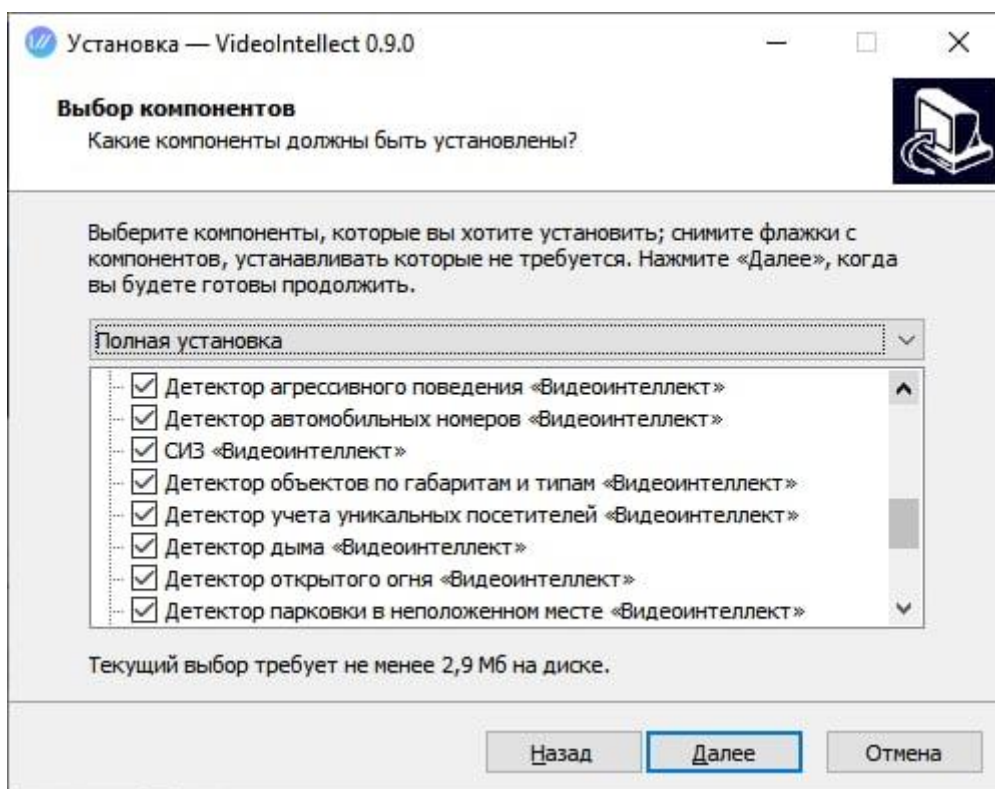 Установка — VideoIntellect 0.9.0
Выбор компонентов
Какие компоненты должны быть установлены?
Выберите компоненты, которые вы хотите установить; снимите флажки с
компонентов, устанавливать которые не требуется. Нажмите «Далее», когда
вы будете готовы продолжить.
Полная установка
Детектор агрессивного поведения «Видеоинтеллект»
Детектор автомобильных номеров «Видеоинтеллект»
СИЗ «Видеоинтеллект»
Детектор объектов по габаритам и типам «Видеоинтеллект»
Детектор учета уникальных посетителей «Видеоинтеллект»
Детектор дыма «Видеоинтеллект»
Детектор открытого огня «Видеоинтеллект»
Детектор парковки в неположенном месте «Видеоинтеллект»
Текущий выбор требует не менее 2,9 Мб на диске.
Назад Далее Отмена